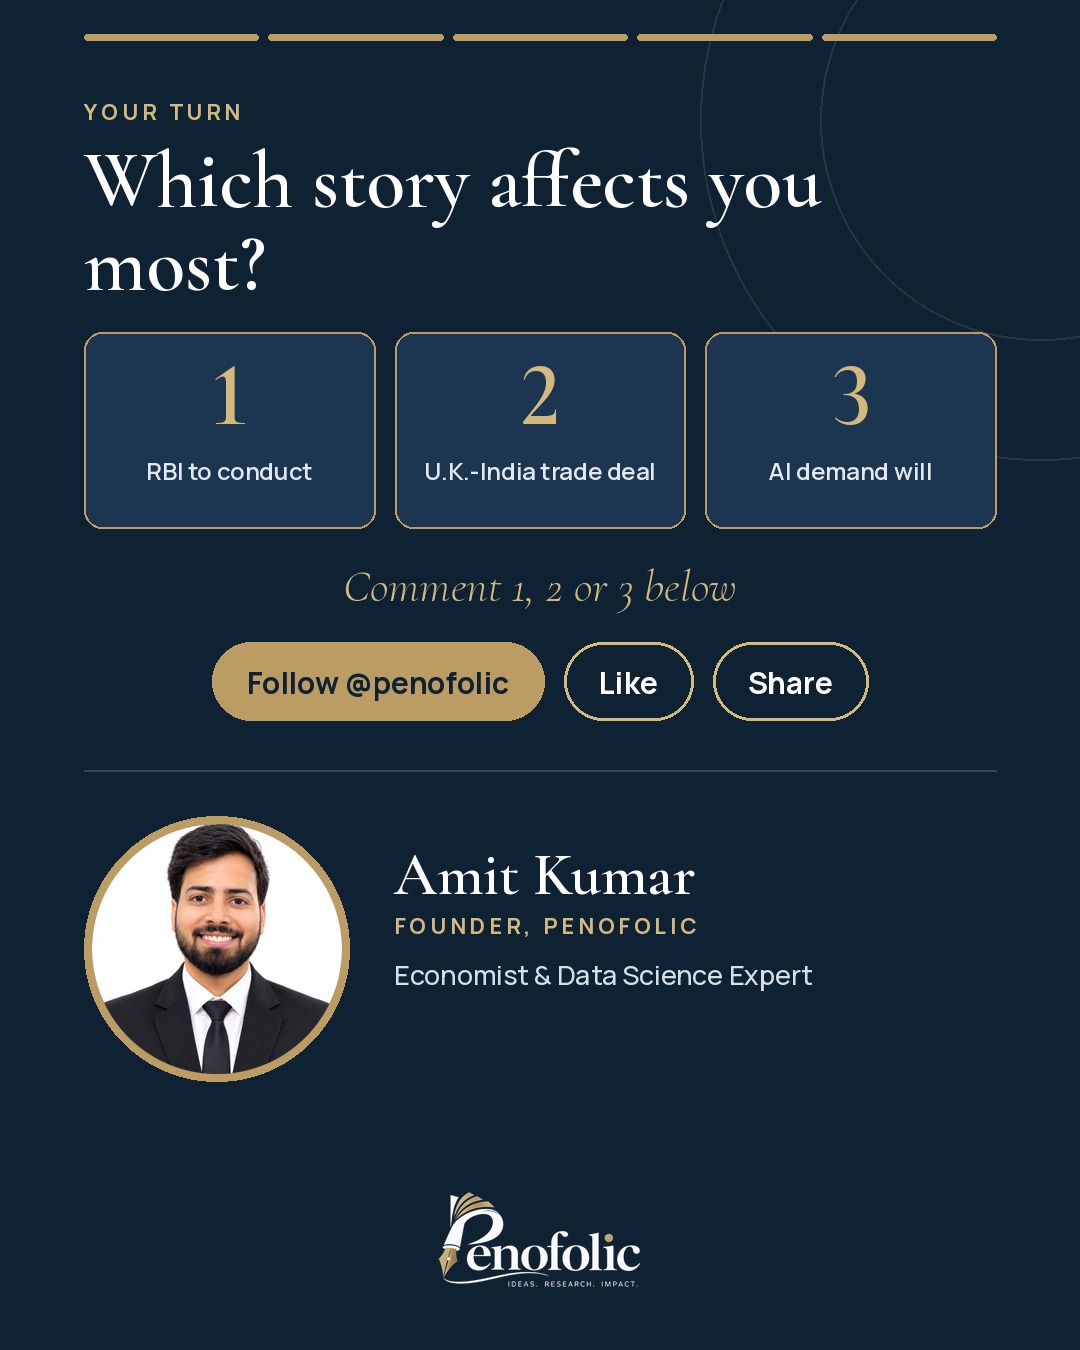 YOUR TURN
Which story affects you
most?
1
RBI to conduct
2
U.K.-India trade deal
3
AI demand will
Comment 1, 2 or 3 below
Follow @penofolic
Like
Share
Amit Kumar
FOUNDER, PENOFOLIC
Economist & Data Science Expert
Penofolic
IDEAS. RESEARCH. IMPACT.